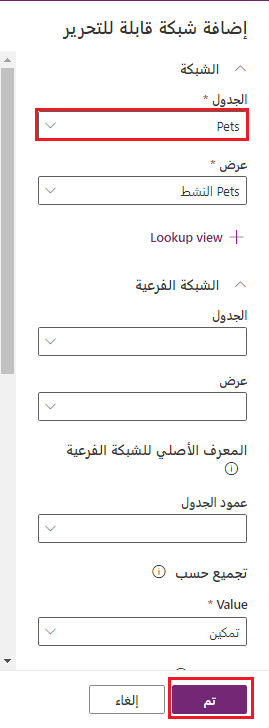 إضافة شبكة قابلة للتحرير
الشبكة
الجدول *
Pets
عرض *
Pets النشط
Lookup view
الشبكة الفرعية
الجدول
عرض
المعرف الأصلي للشبكة الفرعية
عمود الجدول
تجميع حسب
Value *
تمكين
تم
إلغاء